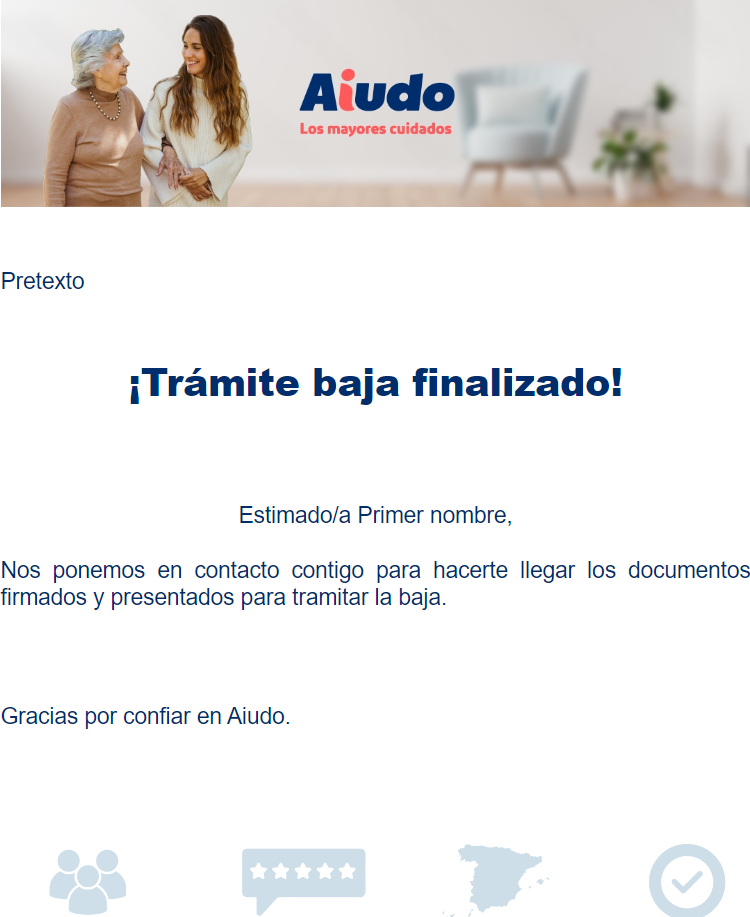 Aiudo
Los mayores cuidados
Pretexto
¡Trámite baja finalizado!
Estimado/a Primer nombre,
Nos ponemos en contacto contigo para hacerte llegar los documentos
firmados y presentados para tramitar la baja.
Gracias por confiar en Aiudo.